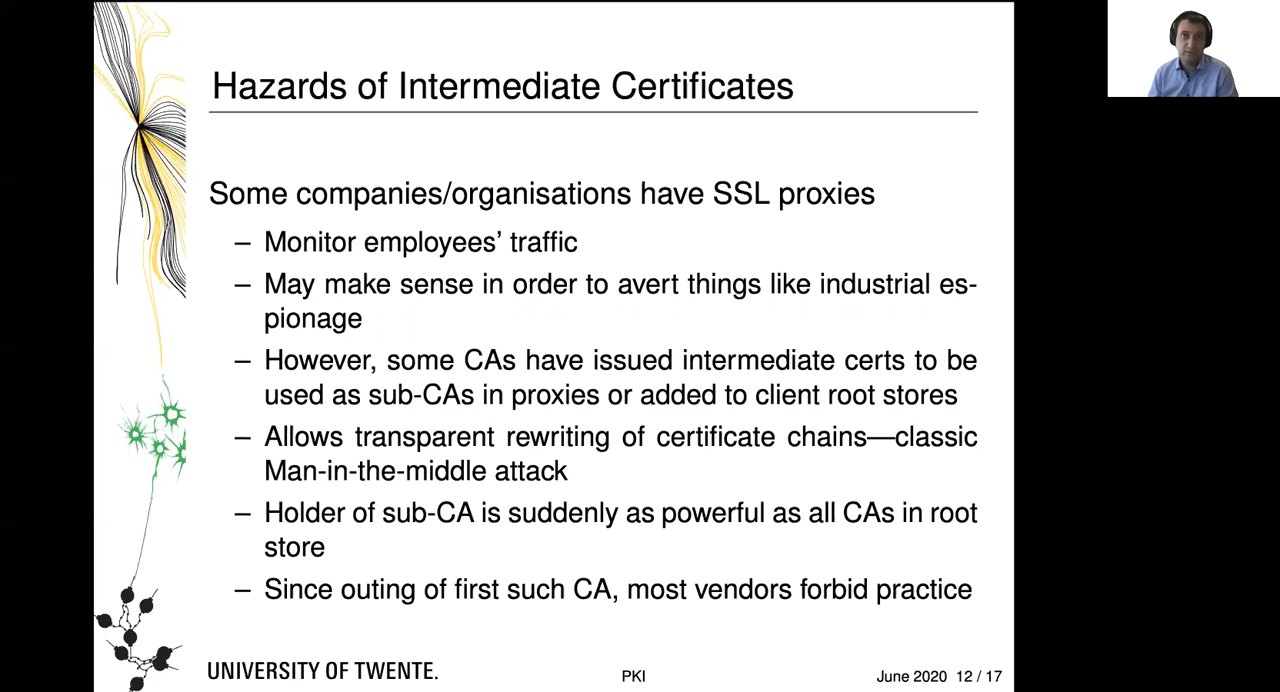 Hazards of Intermediate Certificates
Some companies/organisations have SSL proxies
– Monitor employees’ traffic
– May make sense in order to avert things like industrial es-
pionage
– However, some CAs have issued intermediate certs to be
used as sub-CAs in proxies or added to client root stores
– Allows transparent rewriting of certificate chains—classic
Man-in-the-middle attack
– Holder of sub-CA is suddenly as powerful as all CAs in root
store
– Since outing of first such CA, most vendors forbid practice
UNIVERSITY OF TWENTE. PKI June 2020 12 / 17